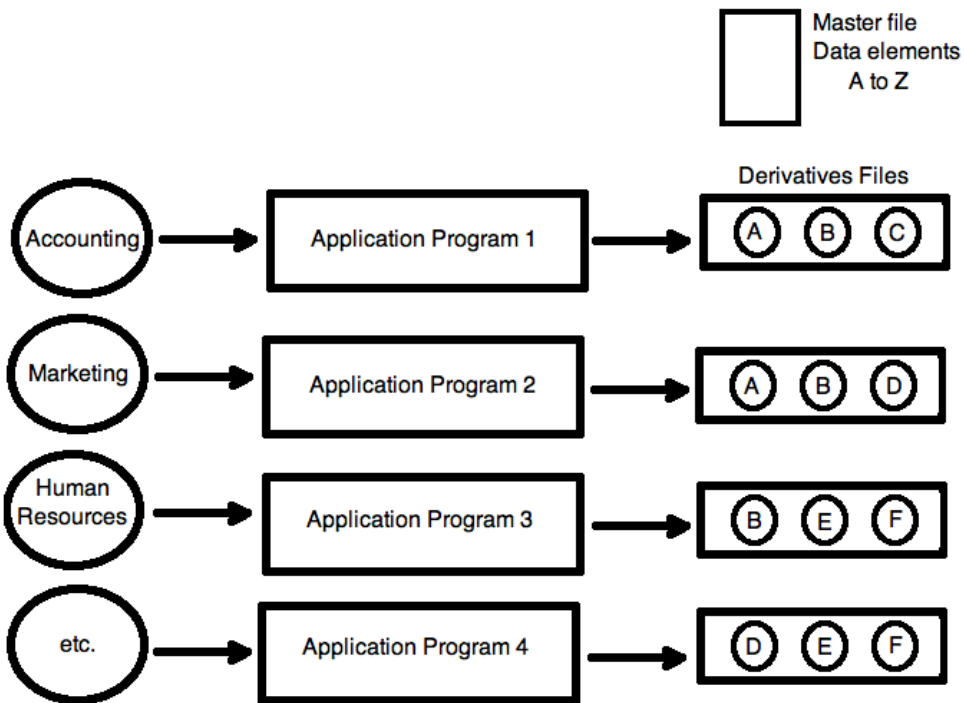 Master file
Data elements
A to Z
Derivatives Files
Accounting
Application Program 1
A B C
Marketing
Application Program 2
A B D
Human
Resources
Application Program 3
B E F
etc.
Application Program 4
D E F